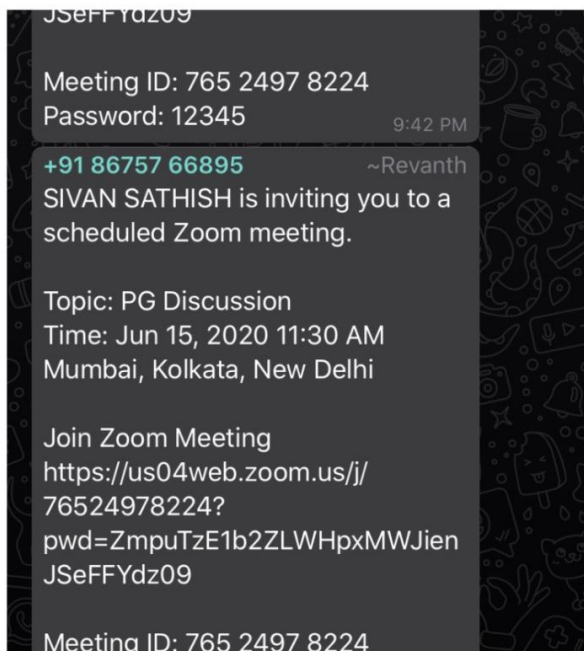 JSeFFYdz09
Meeting ID: 765 2497 8224
Password: 12345
9:42 PM
+91 86757 66895 ~Revanth
SIVAN SATHISH is inviting you to a
scheduled Zoom meeting.
Topic: PG Discussion
Time: Jun 15, 2020 11:30 AM
Mumbai, Kolkata, New Delhi
Join Zoom Meeting
https://us04web.zoom.us/j/
76524978224?
pwd=ZmpuTzE1b2ZLWHpxMWJien
JSeFFYdz09
Meeting ID: 765 2497 8224